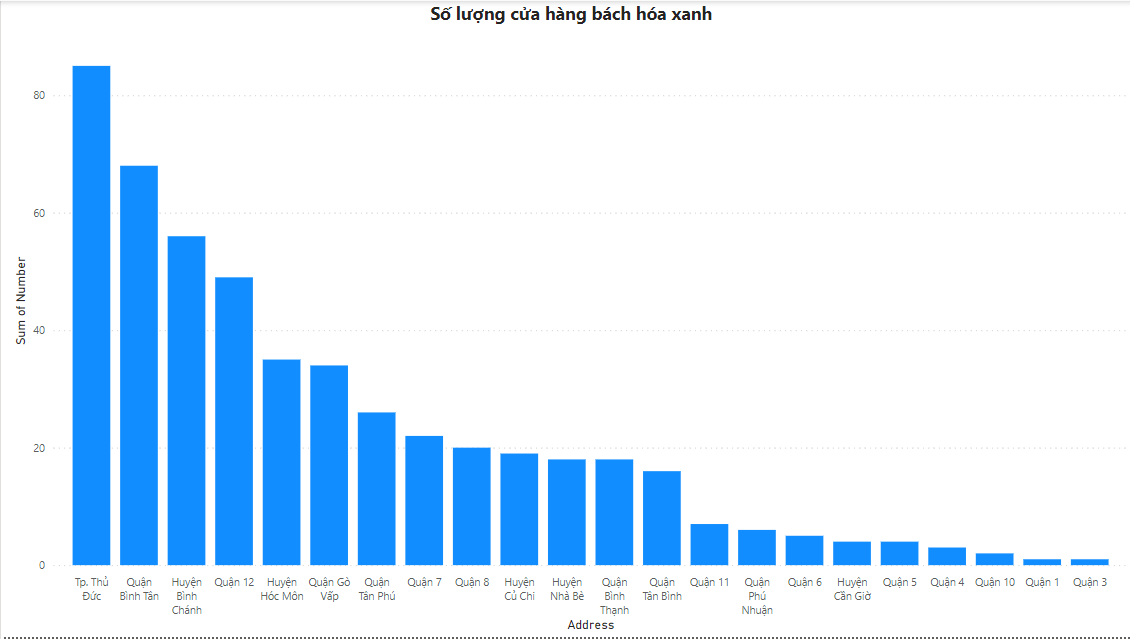 Số lượng cửa hàng bách hóa xanh
80
60
40
20
0
Sum of Number
Tp. Thủ
Đức
Quận
Bình Tân
Huyện
Bình
Chánh
Quận 12
Huyện
Hóc Môn
Quận Gò
Vấp
Quận
Tân Phú
Quận 7
Quận 8
Huyện
Củ Chi
Huyện
Nhà Bè
Quận
Bình
Thạnh
Quận
Tân Bình
Quận 11
Quận
Phú
Nhuận
Quận 6
Huyện
Cần Giờ
Quận 5
Quận 4
Quận 10
Quận 1
Quận 3
Address